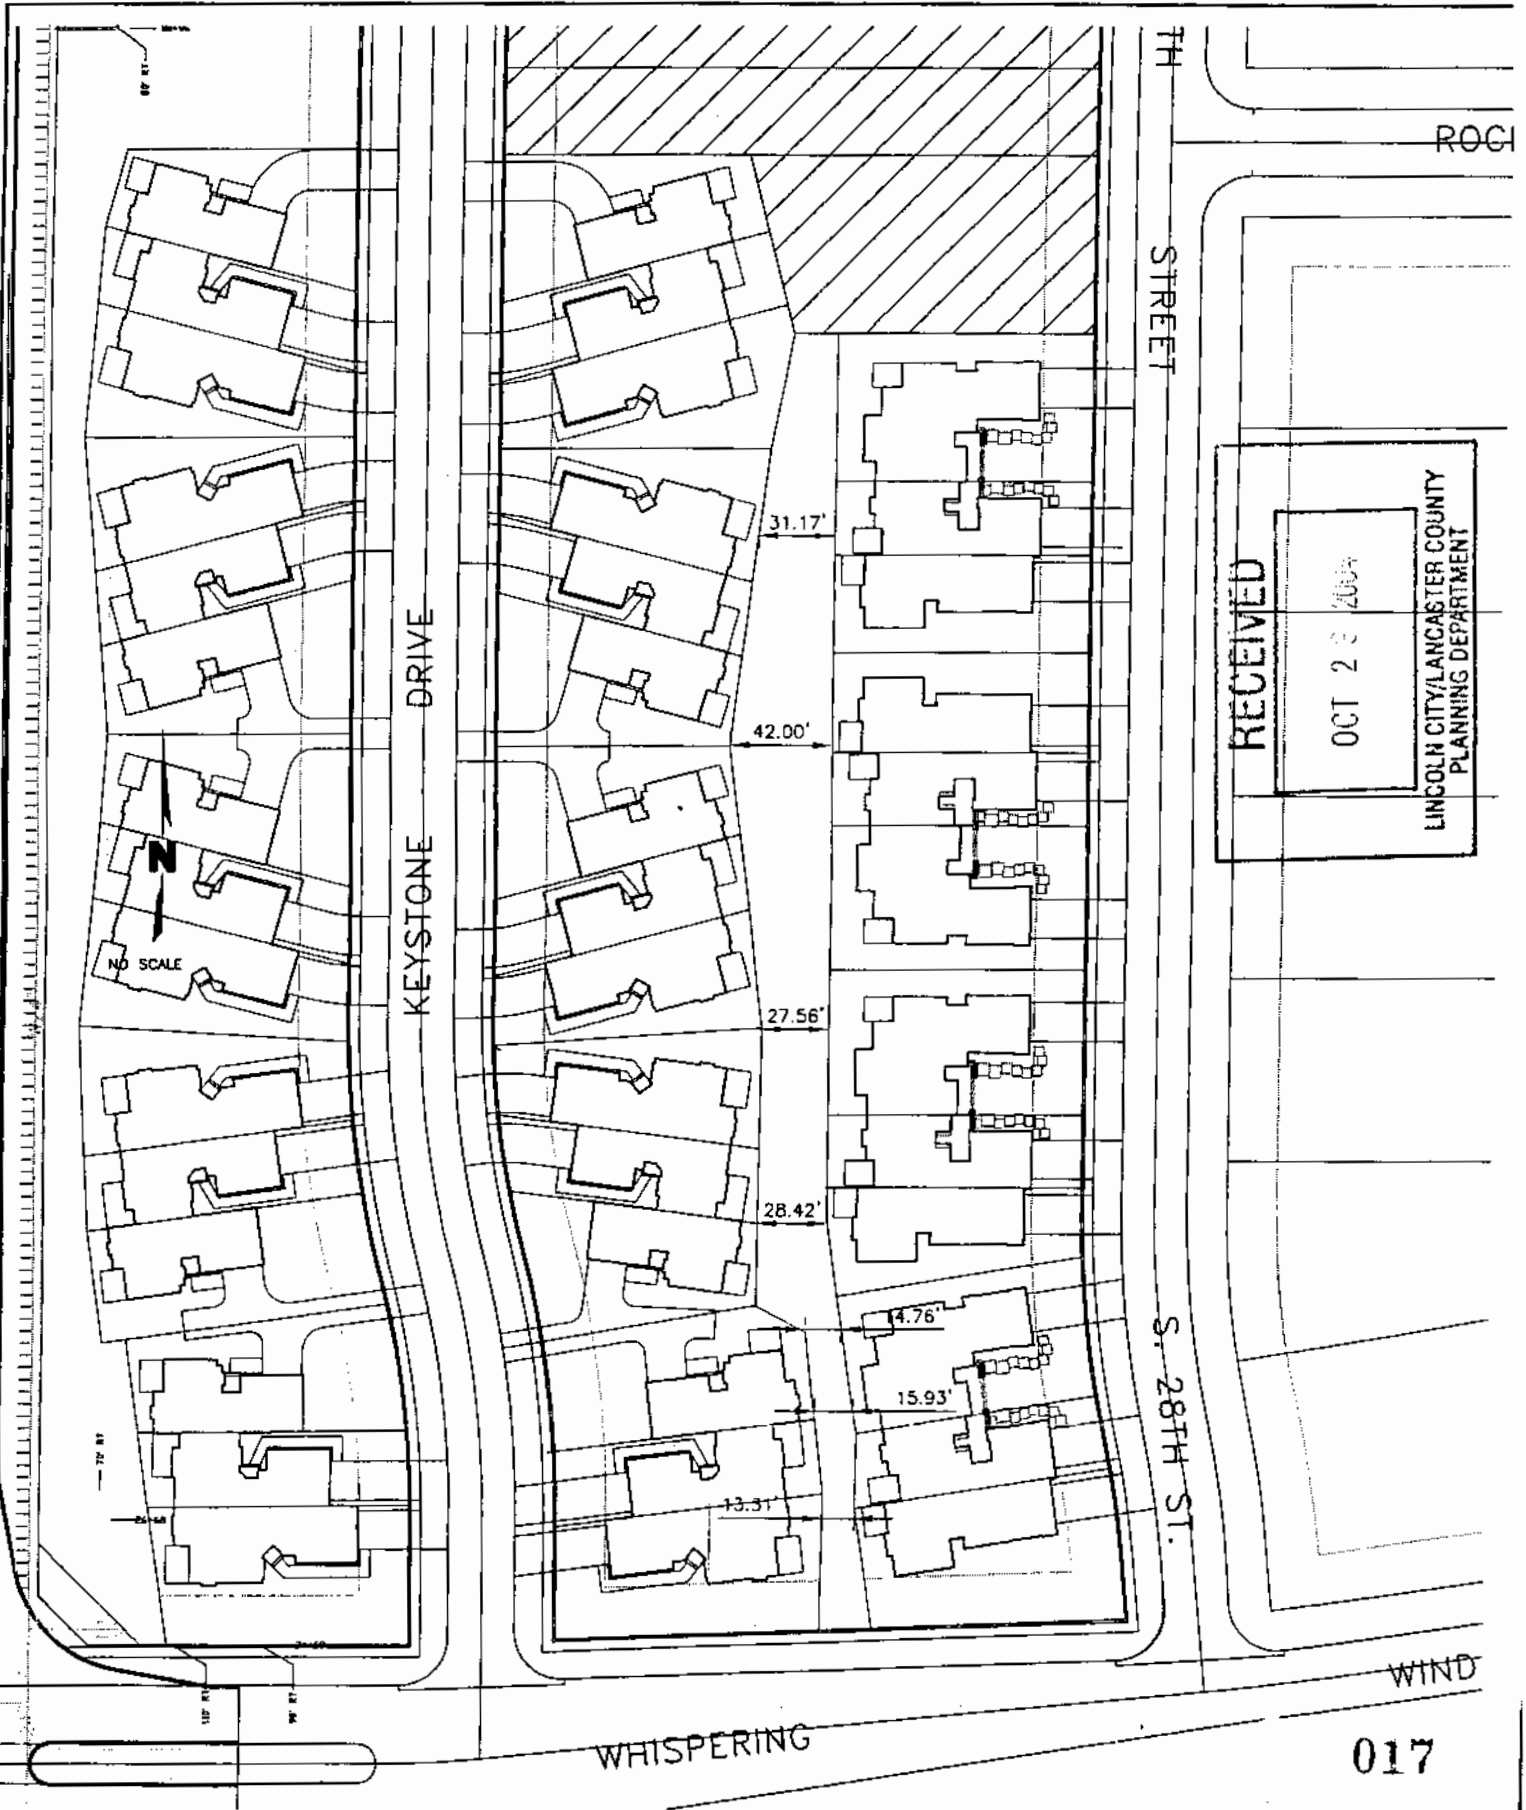 TH
ROCI
STREET
31.17'
RECEIVED
OCT 2
LINCOLN CITY/LANCASTER COUNTY
PLANNING DEPARTMENT
KEYSTONE DRIVE
42.00'
N
NO SCALE
27.56'
28.42'
14.76'
15.93'
S. 28TH ST.
13.31'
WIND
WHISPERING
017